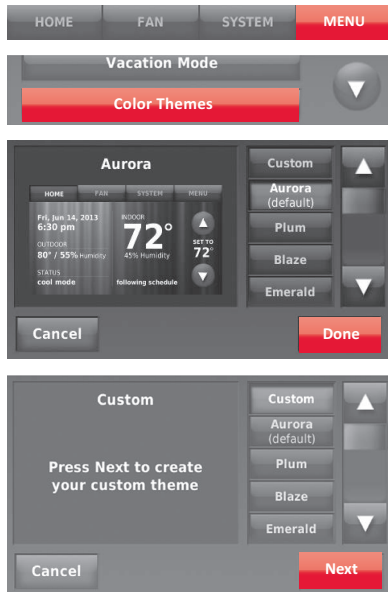 HOME FAN SYSTEM MENU
Vacation Mode
Color Themes
Aurora
HOME FAN SYSTEM MENU
Fri, Jun 14, 2013
6:30 pm
INDOOR
72°
45% Humidity
OUTDOOR
80° / 55% Humidity
SET TO
72°
STATUS
cool mode
following schedule
Custom
Aurora
(default)
Plum
Blaze
Emerald
Cancel
Done
Custom
Press Next to create
your custom theme
Custom
Aurora
(default)
Plum
Blaze
Emerald
Cancel
Next